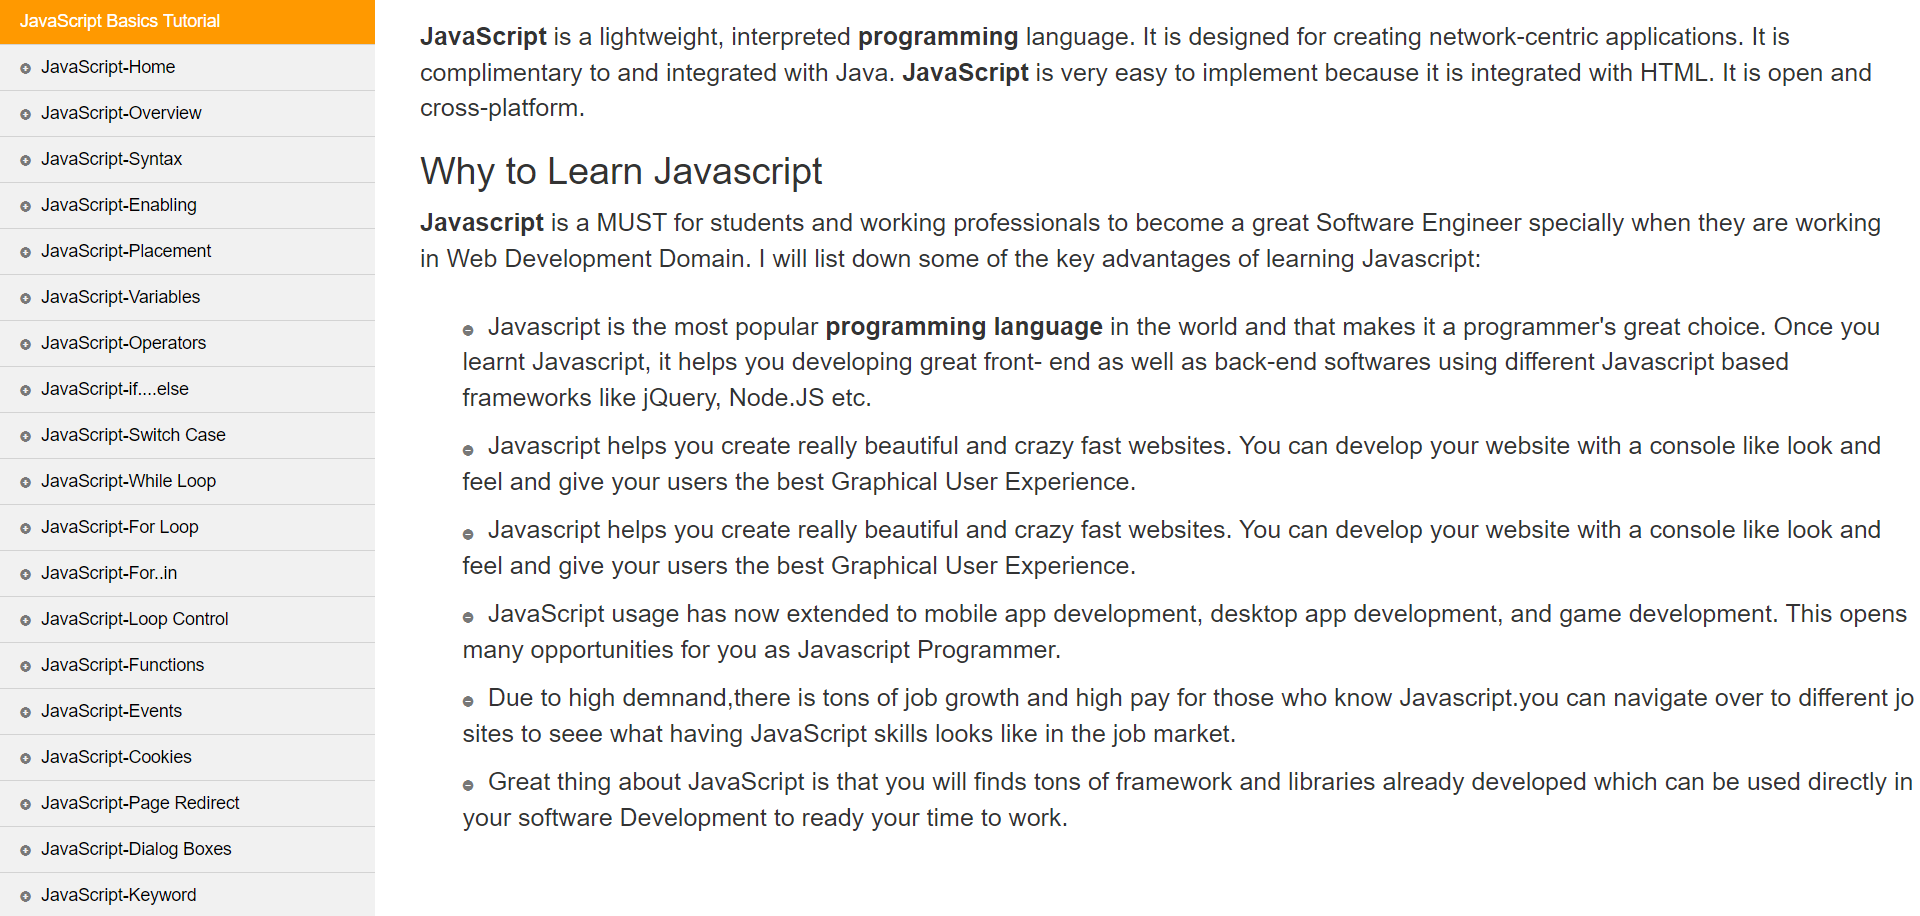 JavaScript Basics Tutorial
JavaScript-Home
JavaScript-Overview
JavaScript-Syntax
JavaScript-Enabling
JavaScript-Placement
JavaScript-Variables
JavaScript-Operators
JavaScript-if....else
JavaScript-Switch Case
JavaScript-While Loop
JavaScript-For Loop
JavaScript-For..in
JavaScript-Loop Control
JavaScript-Functions
JavaScript-Events
JavaScript-Cookies
JavaScript-Page Redirect
JavaScript-Dialog Boxes
JavaScript-Keyword
JavaScript is a lightweight, interpreted programming language. It is designed for creating network-centric applications. It is
complimentary to and integrated with Java. JavaScript is very easy to implement because it is integrated with HTML. It is open and
cross-platform.
Why to Learn Javascript
Javascript is a MUST for students and working professionals to become a great Software Engineer specially when they are working
in Web Development Domain. I will list down some of the key advantages of learning Javascript:
Javascript is the most popular programming language in the world and that makes it a programmer's great choice. Once you
learnt Javascript, it helps you developing great front- end as well as back-end softwares using different Javascript based
frameworks like jQuery, Node.JS etc.
Javascript helps you create really beautiful and crazy fast websites. You can develop your website with a console like look and
feel and give your users the best Graphical User Experience.
Javascript helps you create really beautiful and crazy fast websites. You can develop your website with a console like look and
feel and give your users the best Graphical User Experience.
JavaScript usage has now extended to mobile app development, desktop app development, and game development. This opens
many opportunities for you as Javascript Programmer.
Due to high demnand,there is tons of job growth and high pay for those who know Javascript.you can navigate over to different jo
sites to seee what having JavaScript skills looks like in the job market.
Great thing about JavaScript is that you will finds tons of framework and libraries already developed which can be used directly in
your software Development to ready your time to work.